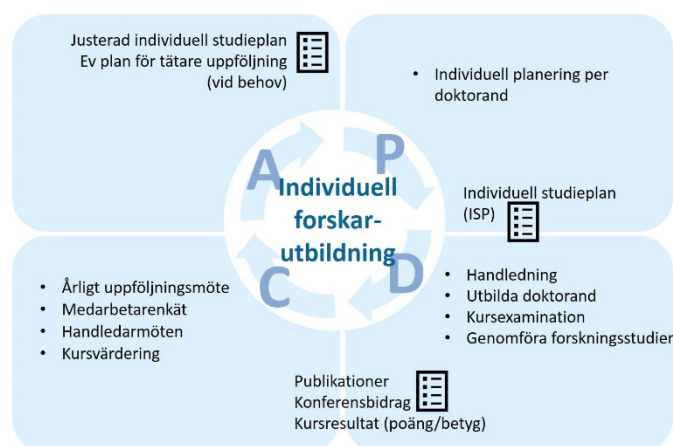 Justerad individuell studieplan
Ev plan för tätare uppföljning
(vid behov)
• Individuell planering per
doktorand
A
P
Individuell
forskar-
utbildning
C
D
Individuell studieplan
(ISP)
• Årligt uppföljningsmöte
• Medarbetarenkät
• Handledarmöten
• Kursvärdering
• Handledning
• Utbilda doktorand
• Kursexamination
• Genomföra forskningsstudier
Publikationer
Konferensbidrag
Kursresultat (poäng/betyg)